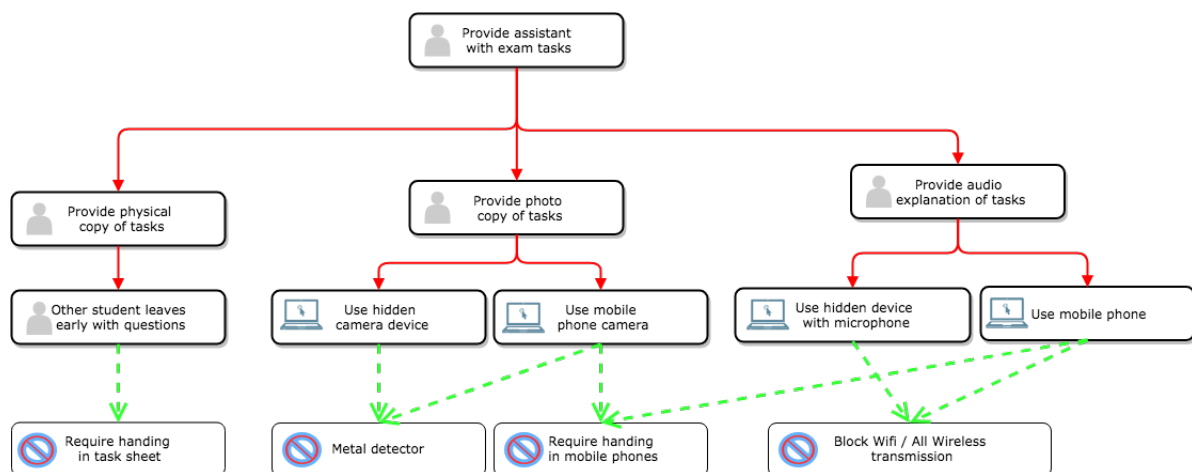 Provide assistant
with exam tasks
Provide physical
copy of tasks
Provide photo
copy of tasks
Provide audio
explanation of tasks
Other student leaves
early with questions
Use hidden
camera device
Use mobile
phone camera
Use hidden device
with microphone
Use mobile phone
Require handing
in task sheet
Metal detector
Require handing
in mobile phones
Block Wifi / All Wireless
transmission